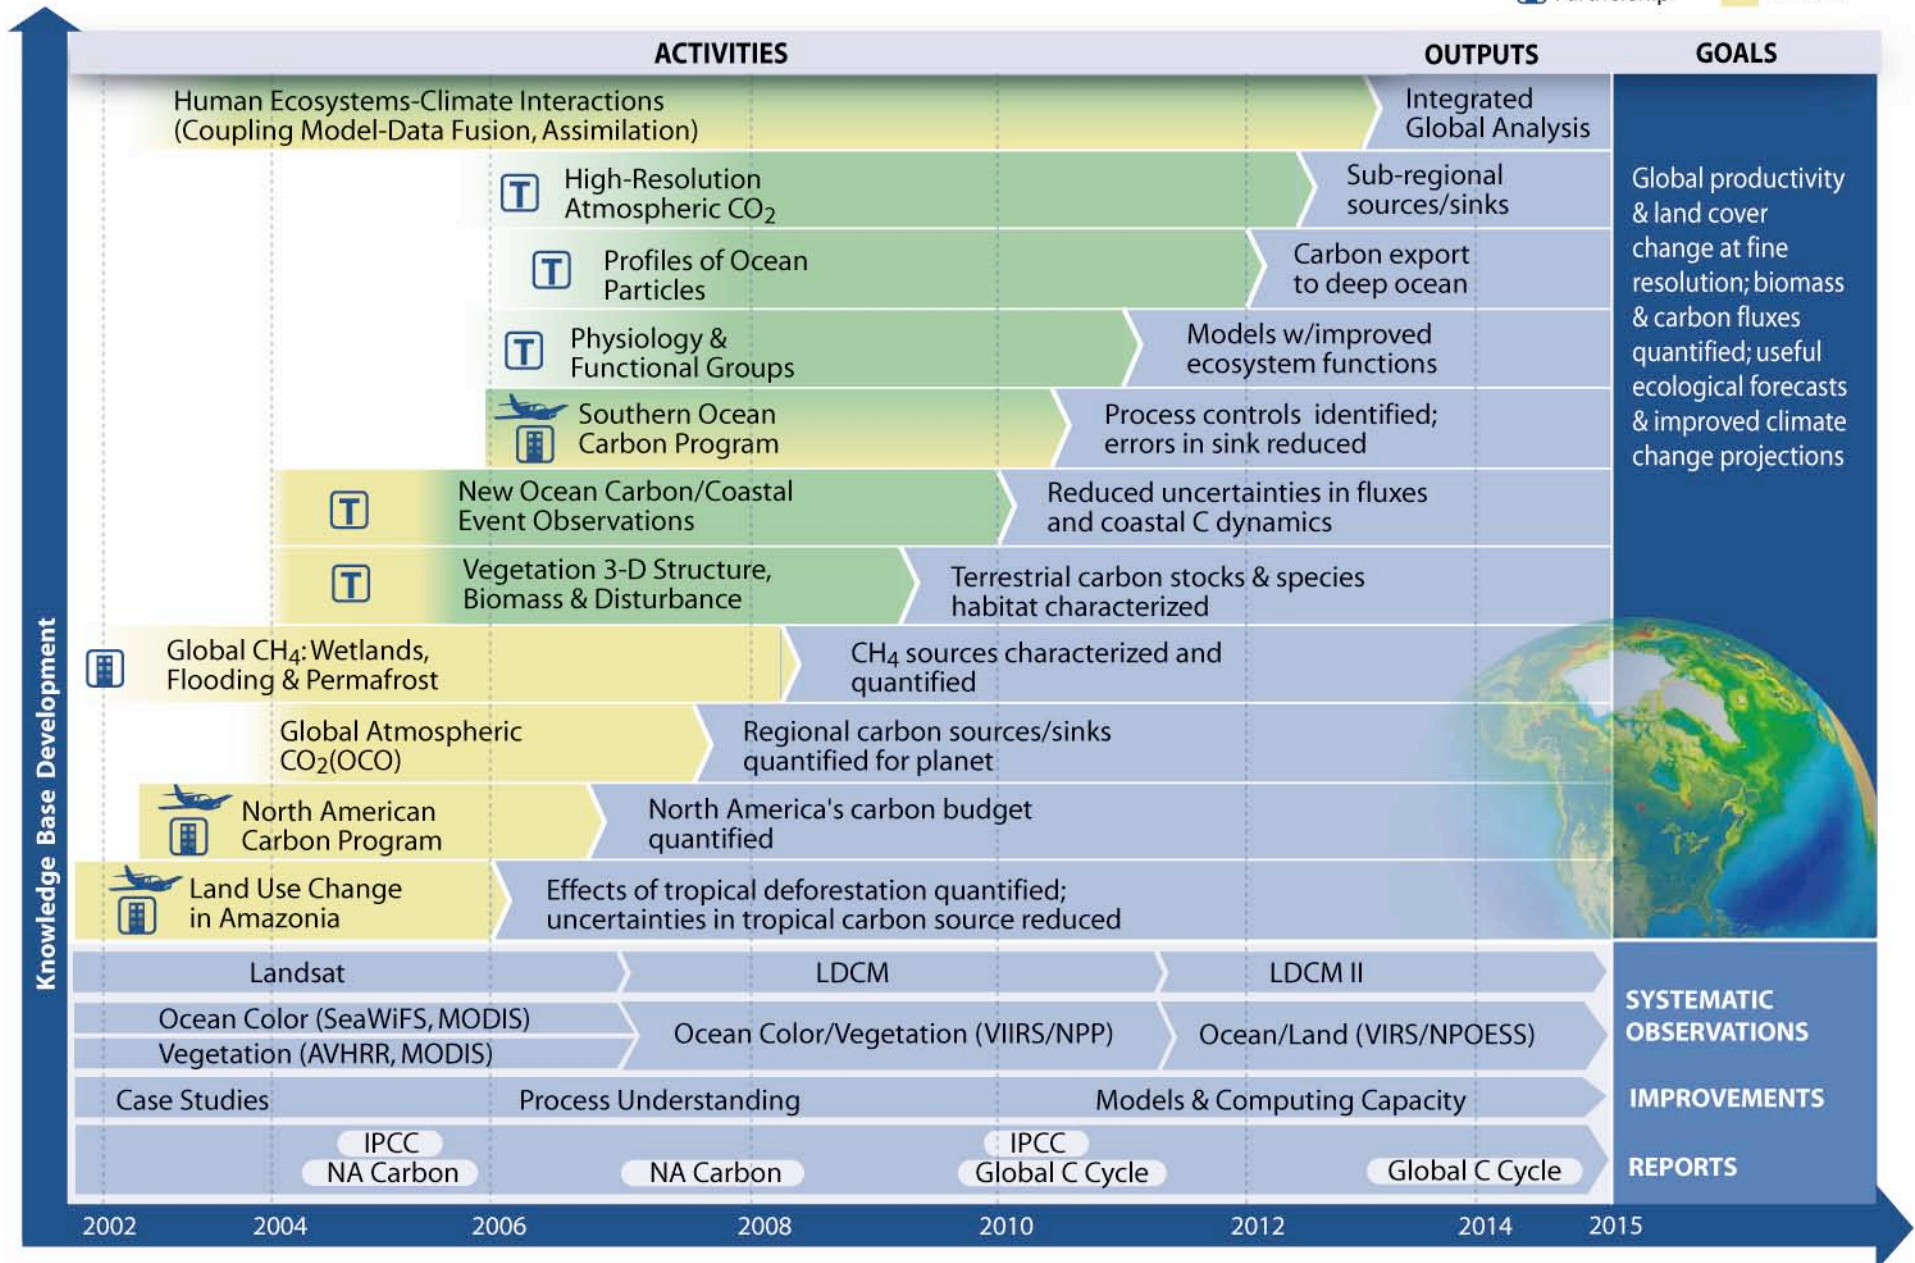 ACTIVITIES
OUTPUTS
GOALS
Human Ecosystems-Climate Interactions
(Coupling Model-Data Fusion, Assimilation)
Integrated
Global Analysis
T
High-Resolution
Atmospheric CO2
Sub-regional
sources/sinks
T
Profiles of Ocean
Particles
Carbon export
to deep ocean
T
Physiology &
Functional Groups
Models w/improved
ecosystem functions
Southern Ocean
Carbon Program
Process controls identified;
errors in sink reduced
T
New Ocean Carbon/Coastal
Event Observations
Reduced uncertainties in fluxes
and coastal C dynamics
T
Vegetation 3-D Structure,
Biomass & Disturbance
Terrestrial carbon stocks & species
habitat characterized
Global CH4: Wetlands,
Flooding & Permafrost
CH4 sources characterized and
quantified
Global Atmospheric
CO2(OCO)
Regional carbon sources/sinks
quantified for planet
North American
Carbon Program
North America's carbon budget
quantified
Land Use Change
in Amazonia
Effects of tropical deforestation quantified;
uncertainties in tropical carbon source reduced
Global productivity
& land cover
change at fine
resolution; biomass
& carbon fluxes
quantified; useful
ecological forecasts
& improved climate
change projections
Knowledge Base Development
Landsat
LDCM
LDCM II
Ocean Color (SeaWiFS, MODIS)
Vegetation (AVHRR, MODIS)
Ocean Color/Vegetation (VIIRS/NPP)
Ocean/Land (VIRS/NPOESS)
SYSTEMATIC
OBSERVATIONS
Case Studies
Process Understanding
Models & Computing Capacity
IMPROVEMENTS
IPCC
NA Carbon
NA Carbon
IPCC
Global C Cycle
Global C Cycle
REPORTS
2002
2004
2006
2008
2010
2012
2014
2015